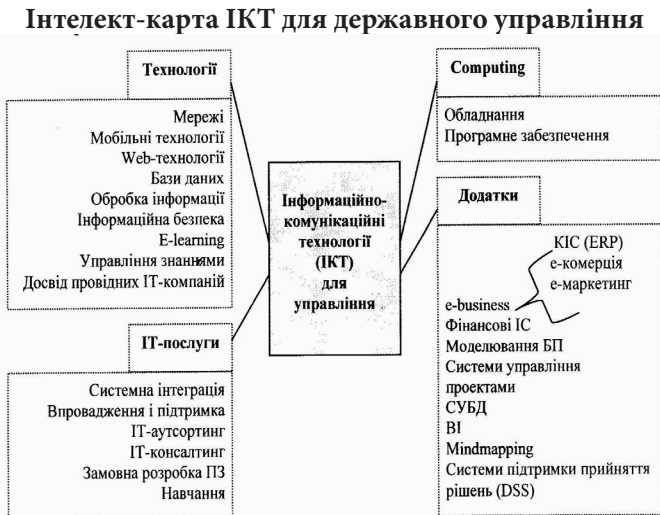 Інтелект-карта ІКТ для державного управління
Технології
Мережі
Мобільні технології
Web-технології
Бази даних
Обробка інформації
Інформаційна безпека
E-learning
Управління знаннями
Досвід провідних ІТ-компаній
ІТ-послуги
Системна інтеграція
Впровадження і підтримка
ІТ-аутсортинг
ІТ-консалтинг
Замовна розробка ПЗ
Навчання
Інформаційно-
комунікаційні
технології
(ІКТ)
для
управління
Computing
Обладнання
Програмне забезпечення
Додатки
КІС (ERP)
е-комерція
е-маркетинг
e-business
Фінансові ІС
Моделювання БП
Системи управління
проектами
СУБД
BI
Mindmapping
Системи підтримки прийняття
рішень (DSS)